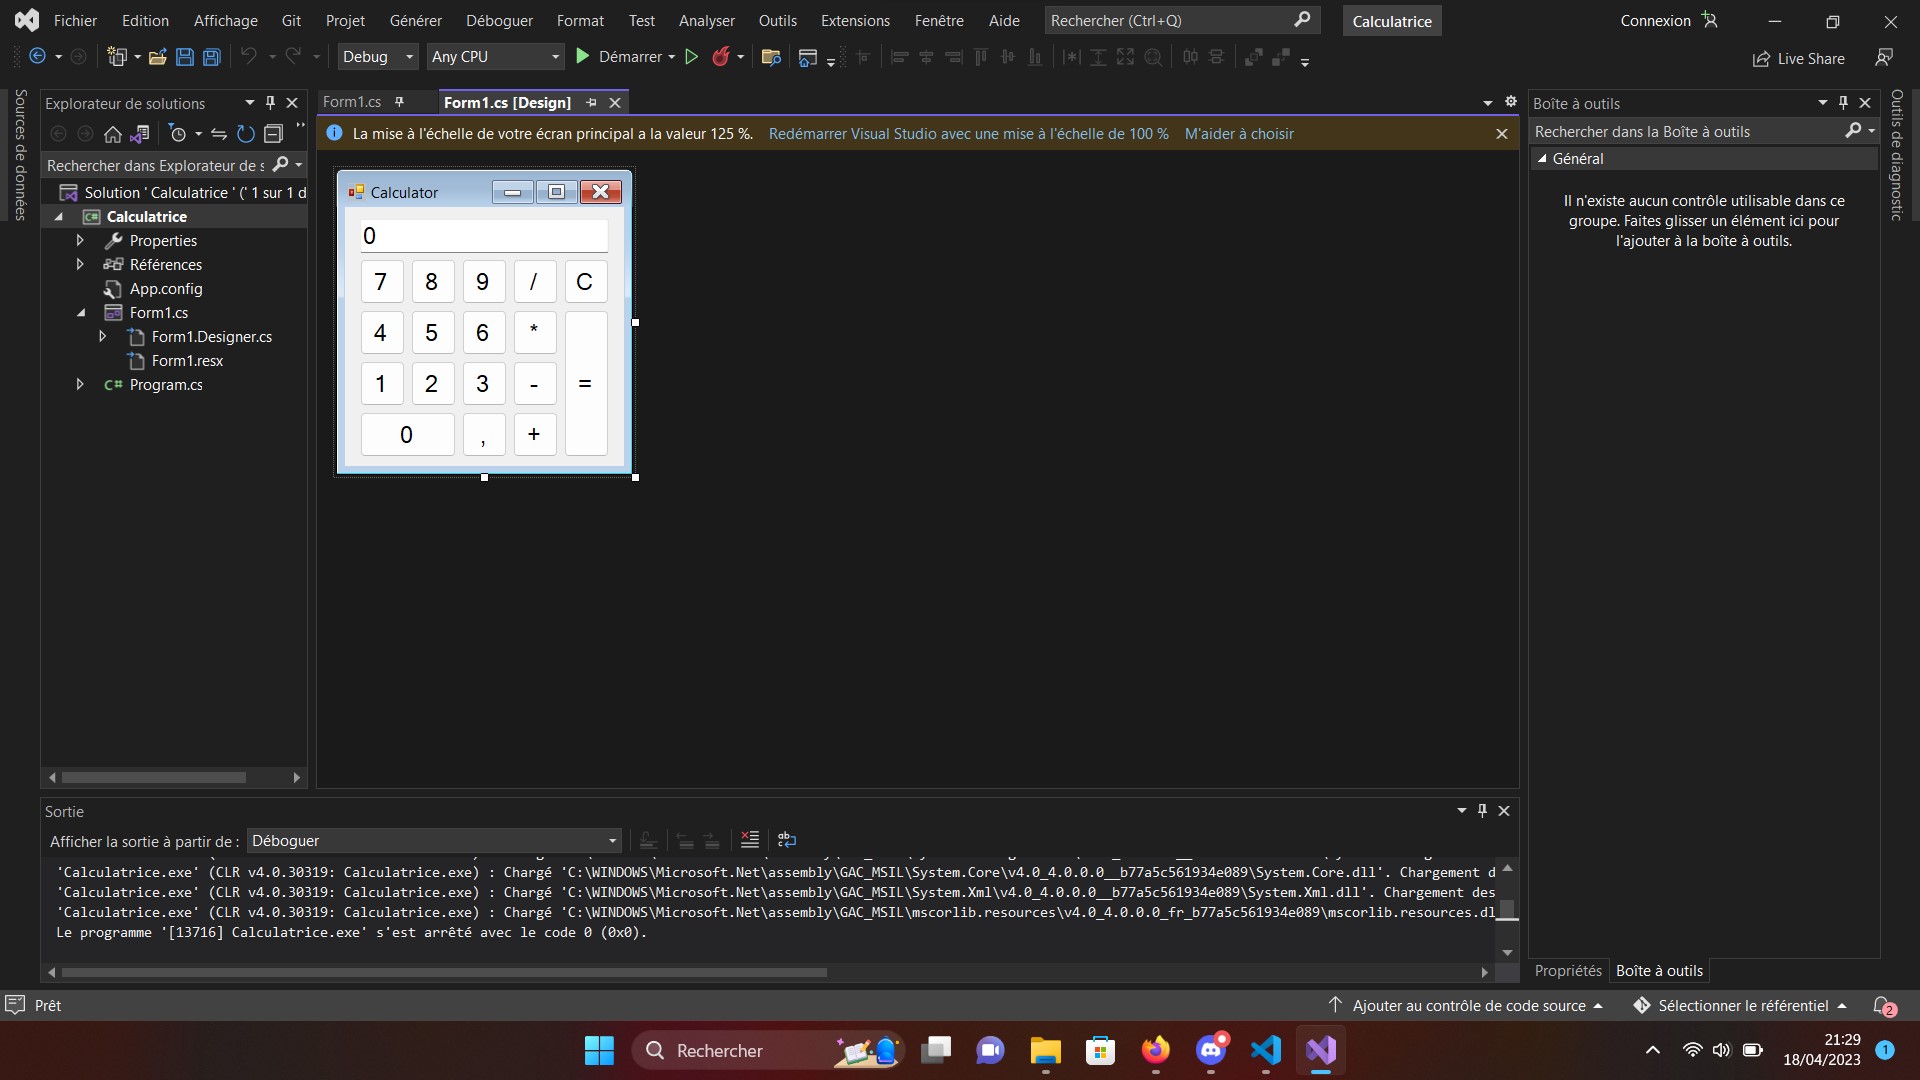 Fichier Edition Affichage Git Projet Générer Déboguer Format Test Analyser Outils Extensions Fenêtre Aide Rechercher (Ctrl+Q) Calculatrice Connexion
Debug Any CPU Démarrer Live Share
Sources de données
Explorateur de solutions
Rechercher dans Explorateur de s
Solution ' Calculatrice ' (' 1 sur 1 d
Calculatrice
Properties
Références
App.config
Form1.cs
Form1.Designer.cs
Form1.resx
C# Program.cs
Form1.cs Form1.cs [Design]
La mise à l'échelle de votre écran principal a la valeur 125 %. Redémarrer Visual Studio avec une mise à l'échelle de 100 % M'aider à choisir
Calculator
0
7 8 9 / C
4 5 6 *
1 2 3 - =
0 , +
Boîte à outils
Rechercher dans la Boîte à outils
Général
Il n'existe aucun contrôle utilisable dans ce
groupe. Faites glisser un élément ici pour
l'ajouter à la boîte à outils.
Propriétés Boîte à outils
Outils de diagnostic
Sortie
Afficher la sortie à partir de : Déboguer
'Calculatrice.exe' (CLR v4.0.30319: Calculatrice.exe) : Chargé 'C:\WINDOWS\Microsoft.Net\assembly\GAC_MSIL\System.Core\v4.0_4.0.0.0__b77a5c561934e089\System.Core.dll'. Chargement d
'Calculatrice.exe' (CLR v4.0.30319: Calculatrice.exe) : Chargé 'C:\WINDOWS\Microsoft.Net\assembly\GAC_MSIL\System.Xml\v4.0_4.0.0.0__b77a5c561934e089\System.Xml.dll'. Chargement des
'Calculatrice.exe' (CLR v4.0.30319: Calculatrice.exe) : Chargé 'C:\WINDOWS\Microsoft.Net\assembly\GAC_MSIL\mscorlib.resources\v4.0_4.0.0.0_fr_b77a5c561934e089\mscorlib.resources.dl
Le programme '[13716] Calculatrice.exe' s'est arrêté avec le code 0 (0x0).
Prêt Ajouter au contrôle de code source Sélectionner le référentiel 2
Rechercher
21:29
18/04/2023
1